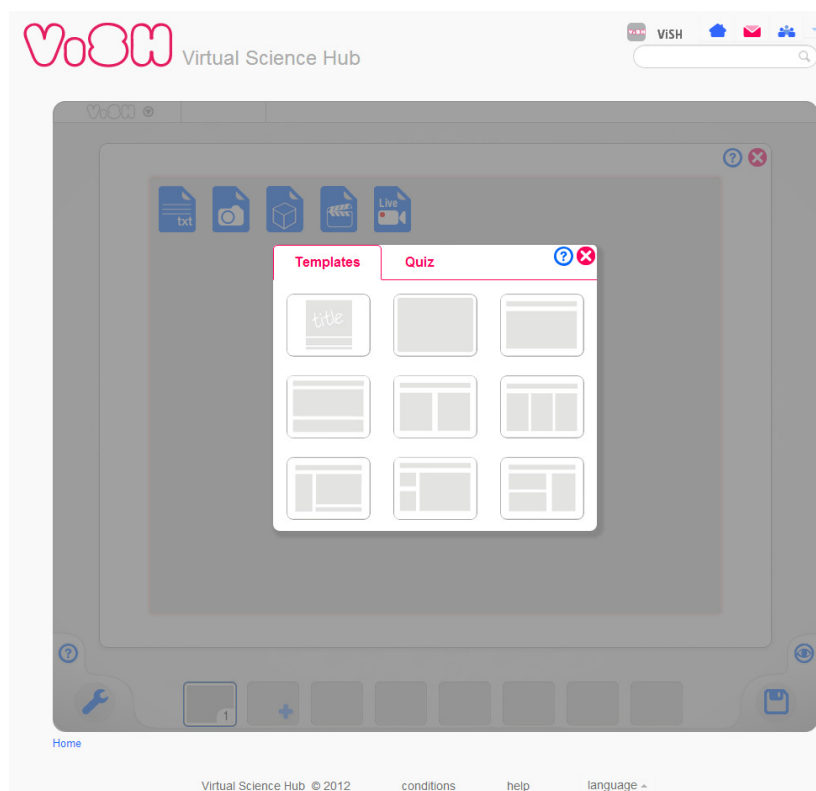 ViSH Virtual Science Hub
ViSH
ViSH
txt
Live
Templates
Quiz
title
1
Home
Virtual Science Hub © 2012
conditions
help
language